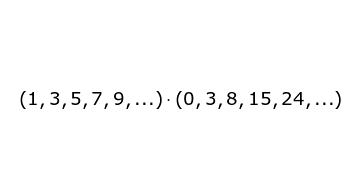 (1, 3, 5, 7, 9, ...) · (0, 3, 8, 15, 24, ...)